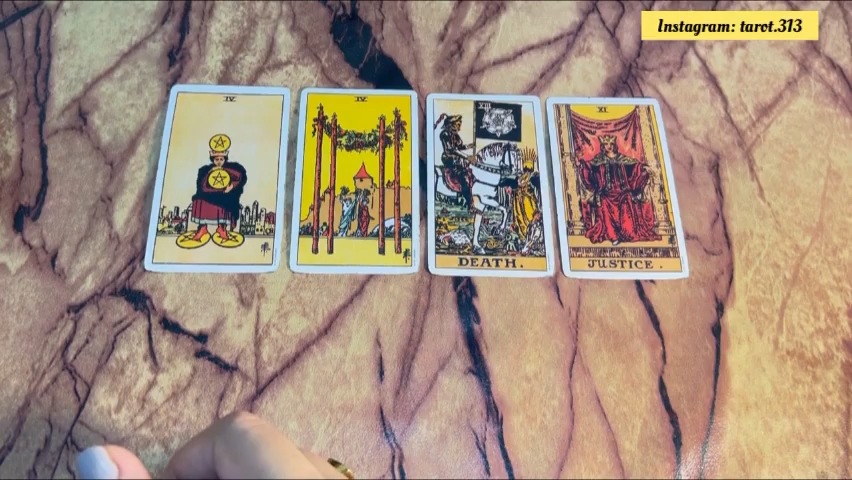 Instagram: tarot.313
IV
IV
XIII
XI
DEATH.
JUSTICE.